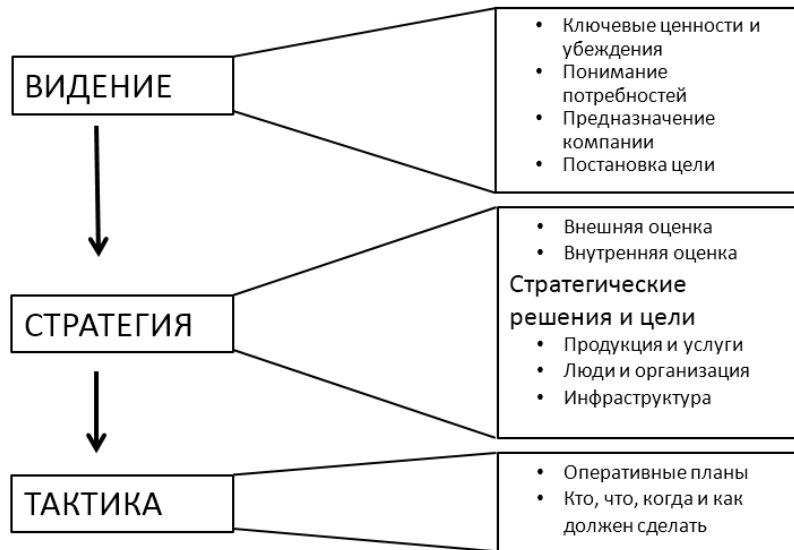 ВИДЕНИЕ
• Ключевые ценности и
убеждения
• Понимание
потребностей
• Предназначение
компании
• Постановка цели
СТРАТЕГИЯ
• Внешняя оценка
• Внутренняя оценка
Стратегические
решения и цели
• Продукция и услуги
• Люди и организация
• Инфраструктура
ТАКТИКА
• Оперативные планы
• Кто, что, когда и как
должен сделать